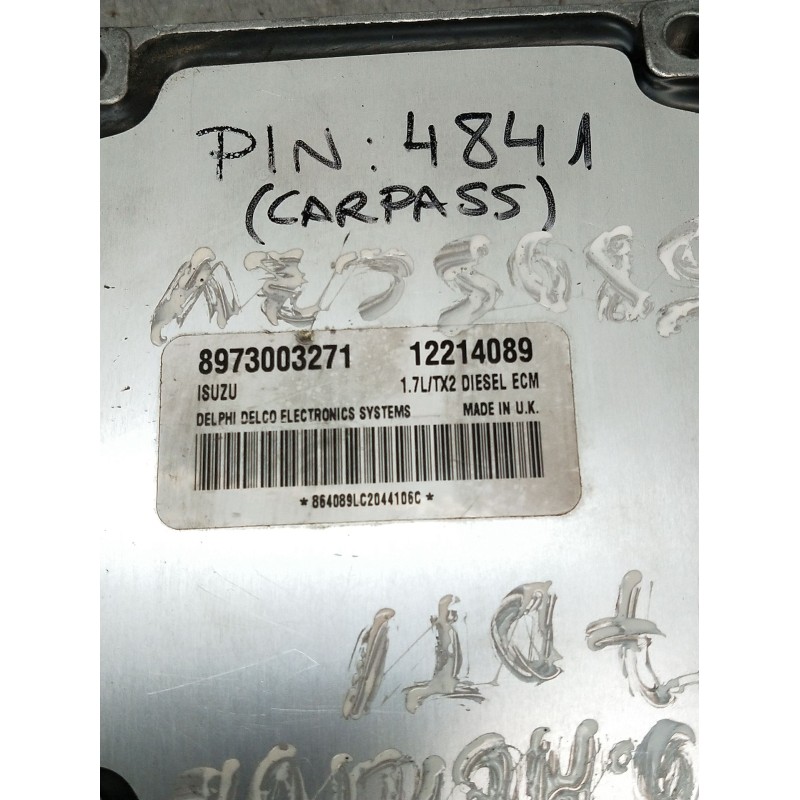 PIN: 4841
(CARPASS)
8973003271 12214089
ISUZU 1.7L/TX2 DIESEL ECM
DELPHI DELCO ELECTRONICS SYSTEMS MADE IN U.K.
*864089LC2044106C*